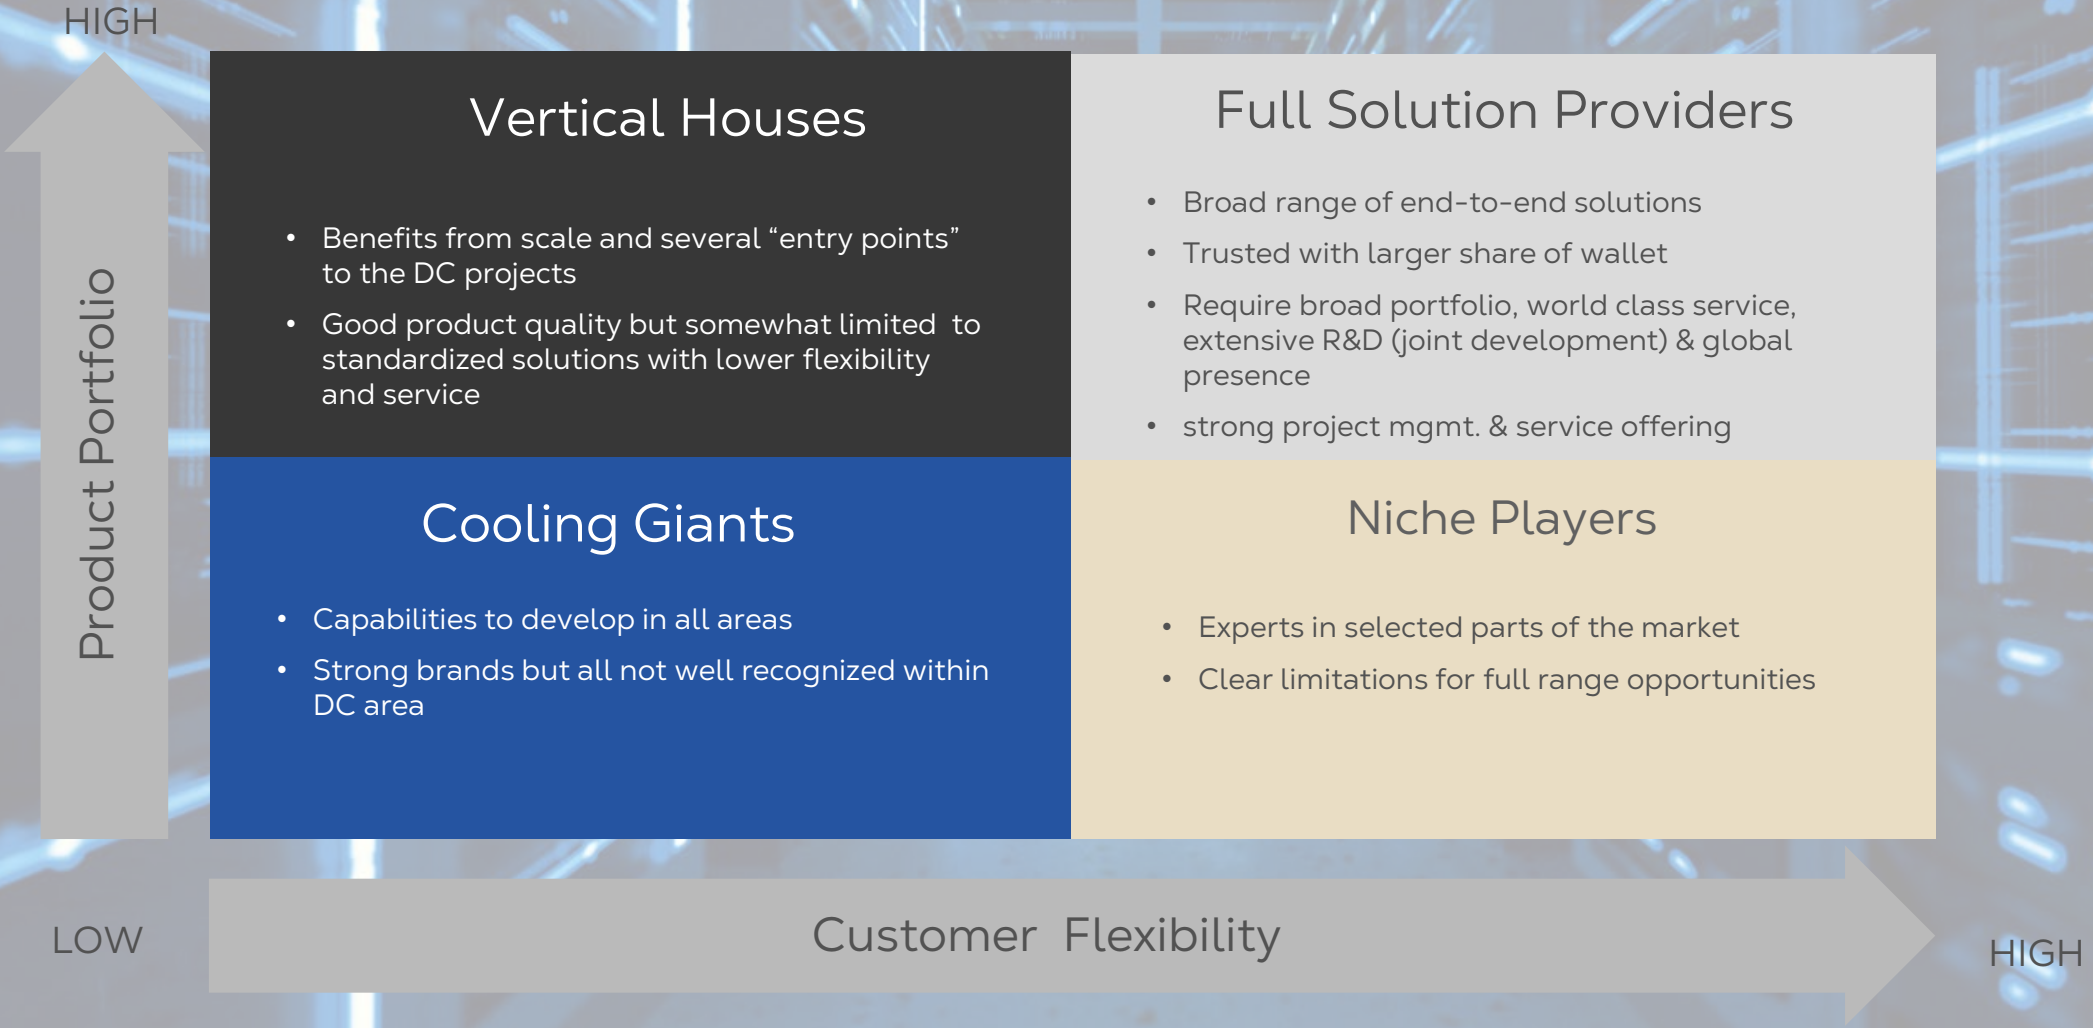 HIGH
Product Portfolio
Vertical Houses
• Benefits from scale and several “entry points”
to the DC projects
• Good product quality but somewhat limited  to
standardized solutions with lower flexibility
and service
Full Solution Providers
• Broad range of end-to-end solutions
• Trusted with larger share of wallet
• Require broad portfolio, world class service,
extensive R&D (joint development) & global
presence
• strong project mgmt. & service offering
Cooling Giants
• Capabilities to develop in all areas
• Strong brands but all not well recognized within
DC area
Niche Players
• Experts in selected parts of the market
• Clear limitations for full range opportunities
LOW
Customer  Flexibility
HIGH